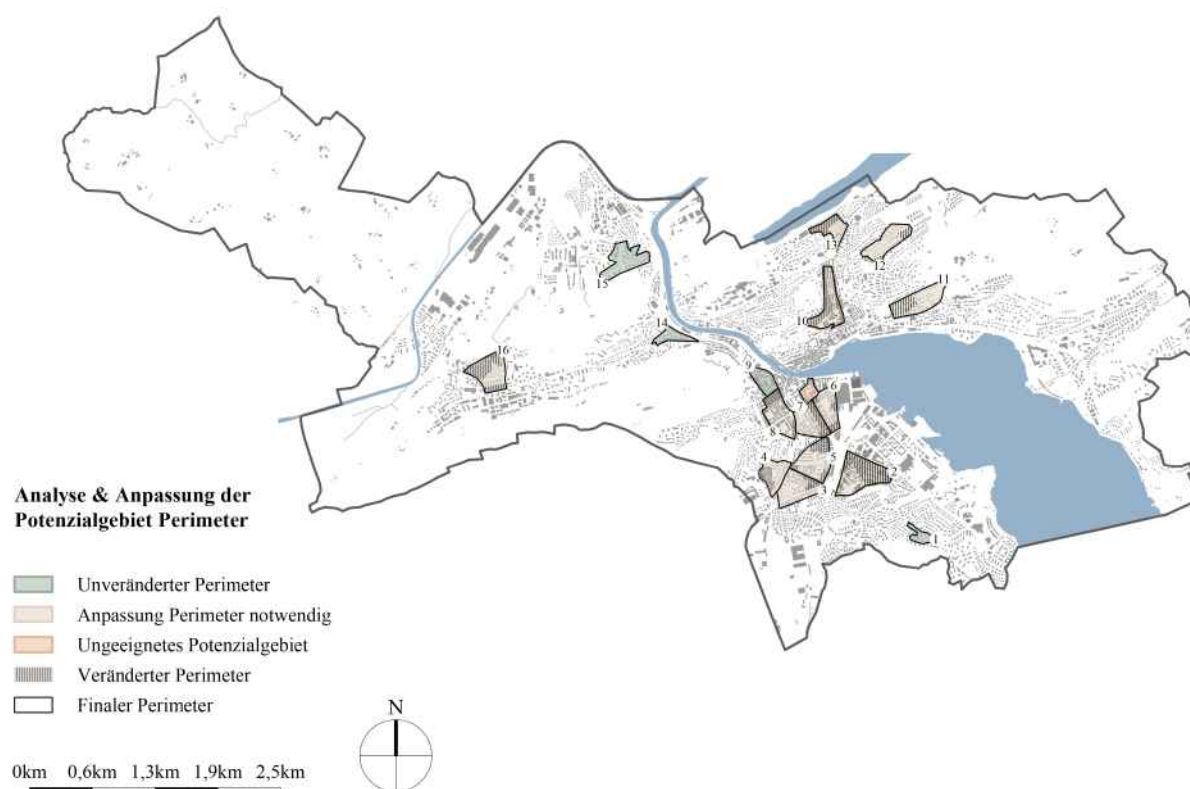 13
12
11
15
10
14
16
9
6
7
8
4
5
2
3
1
Analyse & Anpassung der
Potenzialgebiet Perimeter
Unveränderter Perimeter
Anpassung Perimeter notwendig
Ungeeignetes Potenzialgebiet
Veränderter Perimeter
Finaler Perimeter
N
0km 0,6km 1,3km 1,9km 2,5km